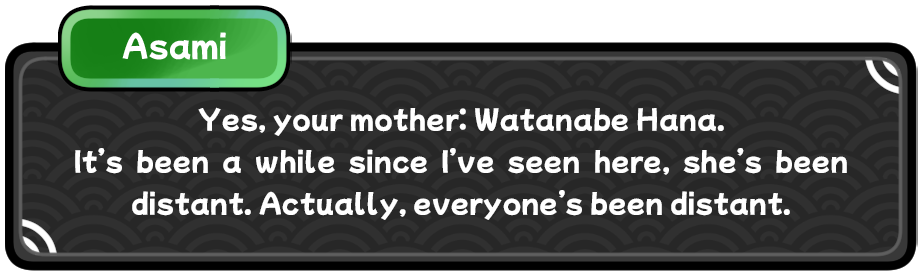 Asami
Yes, your mother: Watanabe Hana.
It's been a while since I've seen here, she's been
distant. Actually, everyone's been distant.